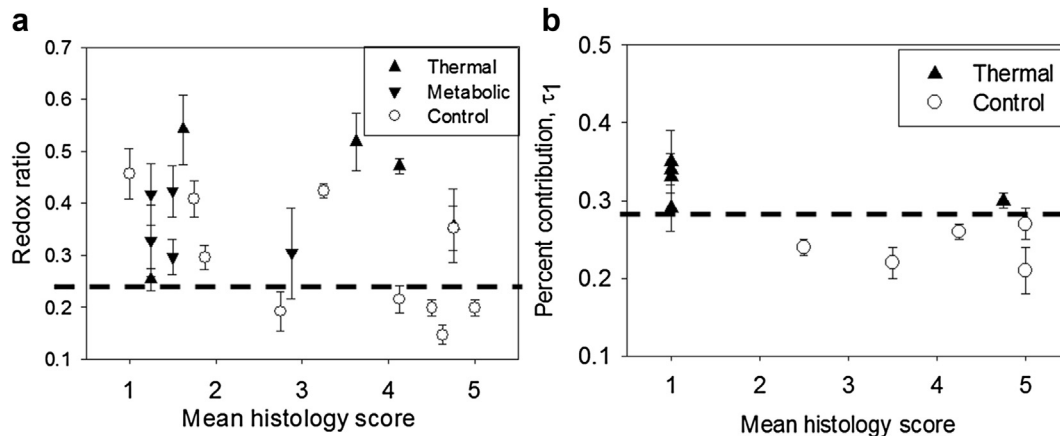 a
0.7
0.6
0.5
0.4
0.3
0.2
0.1
Redox ratio
Thermal
Metabolic
Control
1 2 3 4 5
Mean histology score
b
0.5
0.4
0.3
0.2
0.1
Percent contribution, τ1
Thermal
Control
1 2 3 4 5
Mean histology score